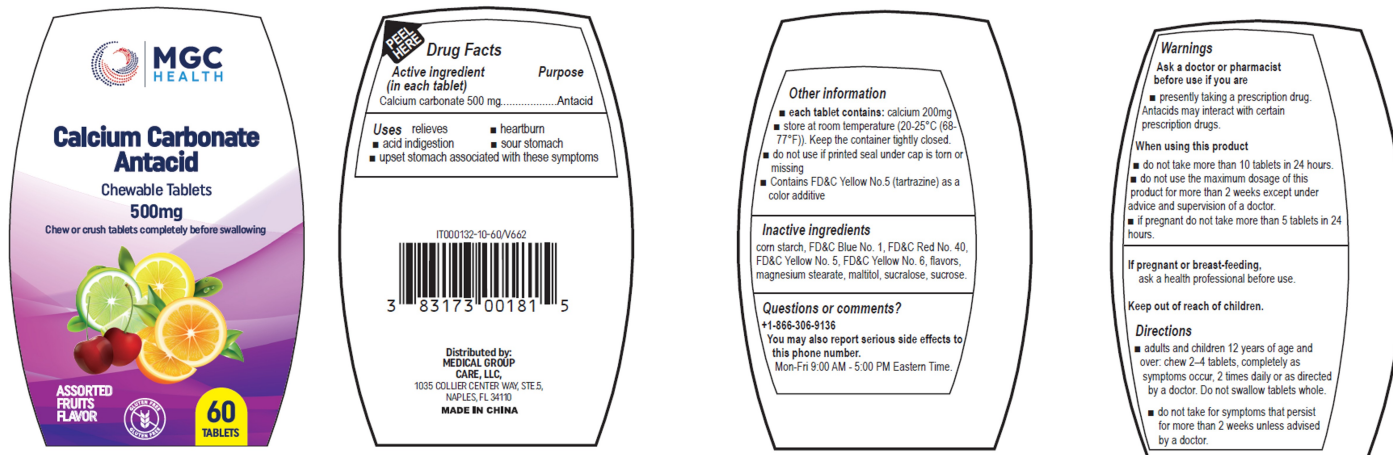 MGC
HEALTH
Calcium Carbonate
Antacid
Chewable Tablets
500mg
Chew or crush tablets completely before swallowing
ASSORTED
FRUITS
FLAVOR
GLUTEN FREE
GLUTEN FREE
60
TABLETS
PEEL
HERE
Drug Facts
Active ingredient Purpose
(in each tablet)
Calcium carbonate 500 mg...................Antacid
Uses relieves ■ heartburn
■ acid indigestion ■ sour stomach
■ upset stomach associated with these symptoms
IT000132-10-60/V662
3 83173 00181 5
Distributed by:
MEDICAL GROUP
CARE, LLC,
1035 COLLIER CENTER WAY, STE.5,
NAPLES, FL 34110
MADE IN CHINA
Other information
■ each tablet contains: calcium 200mg
■ store at room temperature (20-25°C (68-
77°F)). Keep the container tightly closed.
■ do not use if printed seal under cap is torn or
missing
■ Contains FD&C Yellow No.5 (tartrazine) as a
color additive
Inactive ingredients
corn starch, FD&C Blue No. 1, FD&C Red No. 40,
FD&C Yellow No. 5, FD&C Yellow No. 6, flavors,
magnesium stearate, maltitol, sucralose, sucrose.
Questions or comments?
+1-866-306-9136
You may also report serious side effects to
this phone number.
Mon-Fri 9:00 AM - 5:00 PM Eastern Time.
Warnings
Ask a doctor or pharmacist
before use if you are
■ presently taking a prescription drug.
Antacids may interact with certain
prescription drugs.
When using this product
■ do not take more than 10 tablets in 24 hours.
■ do not use the maximum dosage of this
product for more than 2 weeks except under
advice and supervision of a doctor.
■ if pregnant do not take more than 5 tablets in 24
hours.
If pregnant or breast-feeding,
ask a health professional before use.
Keep out of reach of children.
Directions
■ adults and children 12 years of age and
over: chew 2–4 tablets, completely as
symptoms occur, 2 times daily or as directed
by a doctor. Do not swallow tablets whole.
■ do not take for symptoms that persist
for more than 2 weeks unless advised
by a doctor.